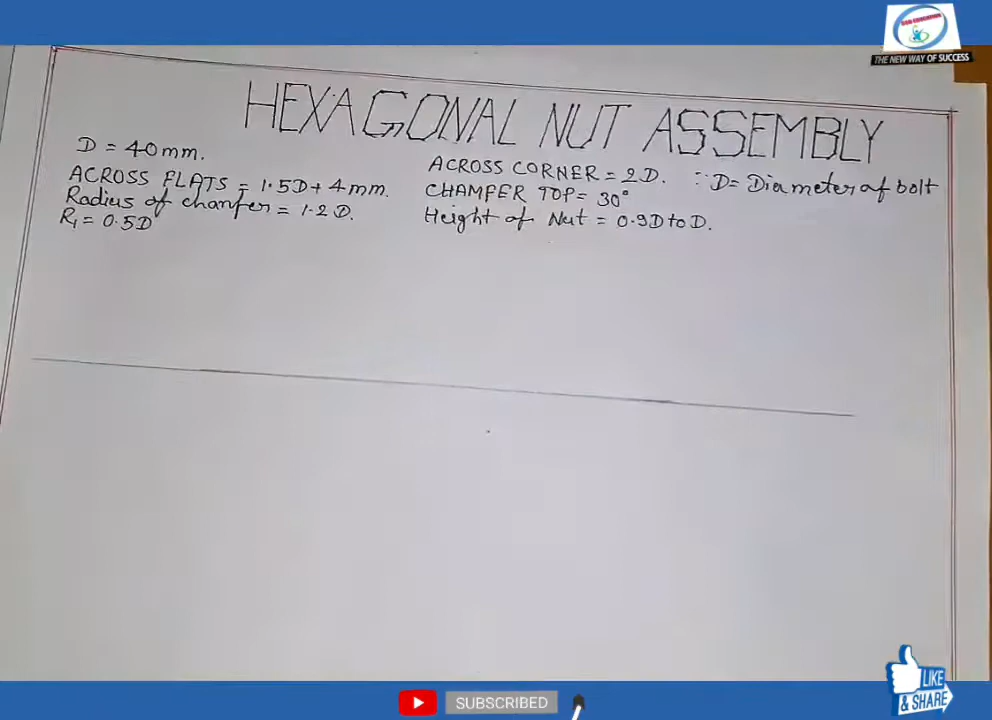 SUB EDUCATION
THE NEW WAY OF SUCCESS
HEXAGONAL NUT ASSEMBLY
D = 40mm.
ACROSS FLATS = 1.5D + 4mm.
Radius of chamfer = 1.2D.
R1 = 0.5D
ACROSS CORNER = 2D. ∵ D = Diameter of bolt
CHAMFER TOP = 30°
Height of Nut = 0.9D to D.
LIKE
& SHARE
SUBSCRIBED